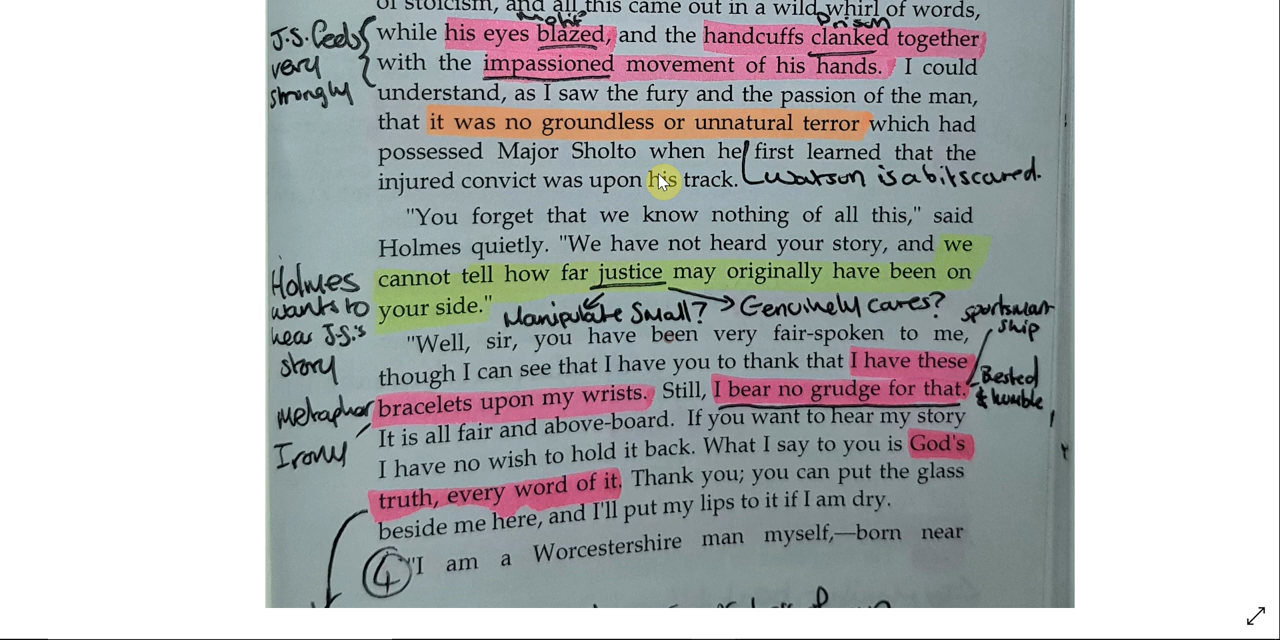 of stoicism, and all this came out in a wild whirl of words,
prison
J.S. feels
very
strongly
while his eyes blazed, and the handcuffs clanked together
with the impassioned movement of his hands. I could
understand, as I saw the fury and the passion of the man,
that it was no groundless or unnatural terror which had
possessed Major Sholto when he first learned that the
injured convict was upon his track.
Watson is a bit scared.
"You forget that we know nothing of all this," said
Holmes quietly. "We have not heard your story, and we
cannot tell how far justice may originally have been on
your side."
Holmes
wants to
hear J.S.'s
story
Manipulate Small? Genuinely cares?
sportsman
ship
"Well, sir, you have been very fair-spoken to me,
though I can see that I have you to thank that I have these
bracelets upon my wrists. Still, I bear no grudge for that.
Bested
& humble
Metaphor
Irony
It is all fair and above-board. If you want to hear my story
I have no wish to hold it back. What I say to you is God's
truth, every word of it. Thank you; you can put the glass
beside me here, and I'll put my lips to it if I am dry.
4
"I am a Worcestershire man myself,—born near